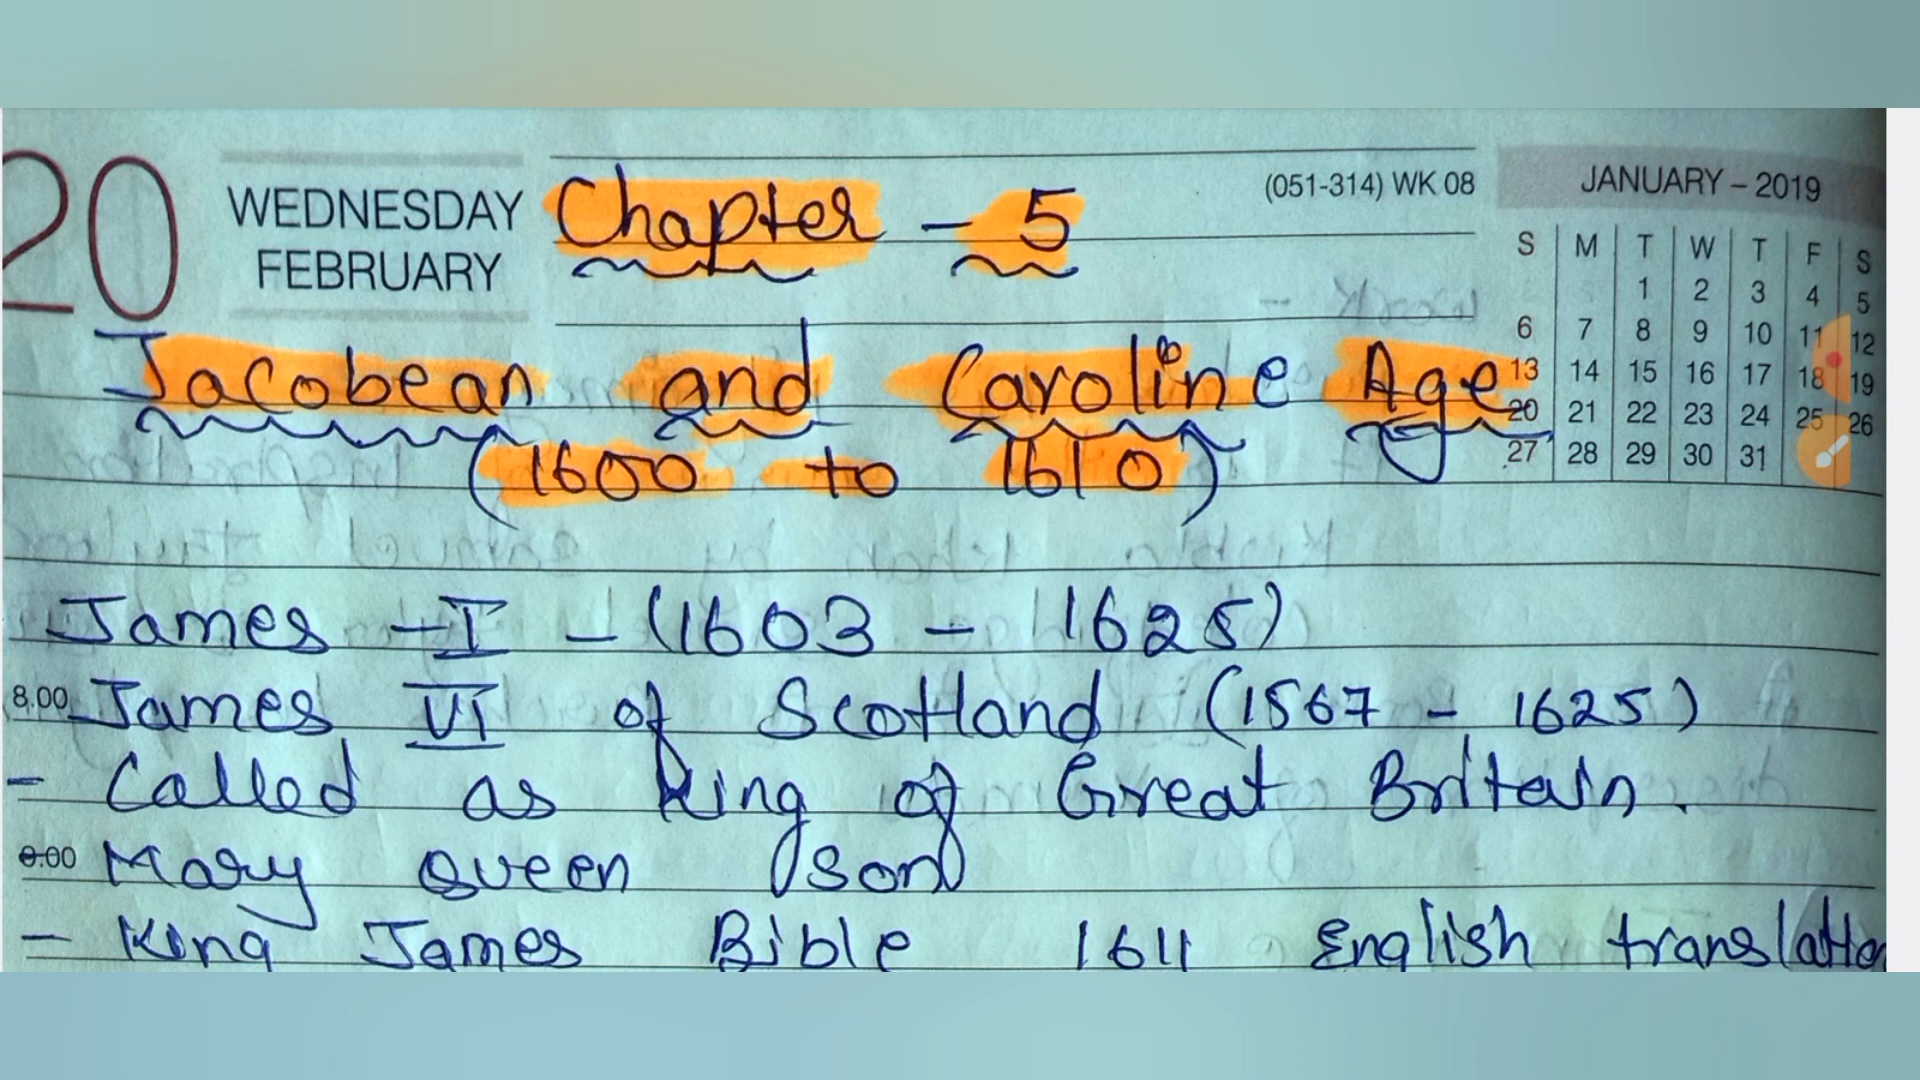 20
WEDNESDAY
FEBRUARY
Chapter - 5
(051-314) WK 08
JANUARY – 2019
S M T W T F S
1 2 3 4 5
6 7 8 9 10 11 12
13 14 15 16 17 18 19
20 21 22 23 24 25 26
27 28 29 30 31
Jacobean and Caroline Age
(1600 to 1610)
James - I - (1603 - 1625)
8.00 James VI of Scotland (1567 - 1625)
- Called as King of Great Britain.
9.00 Mary Queen son
- King James Bible 1611 English translation